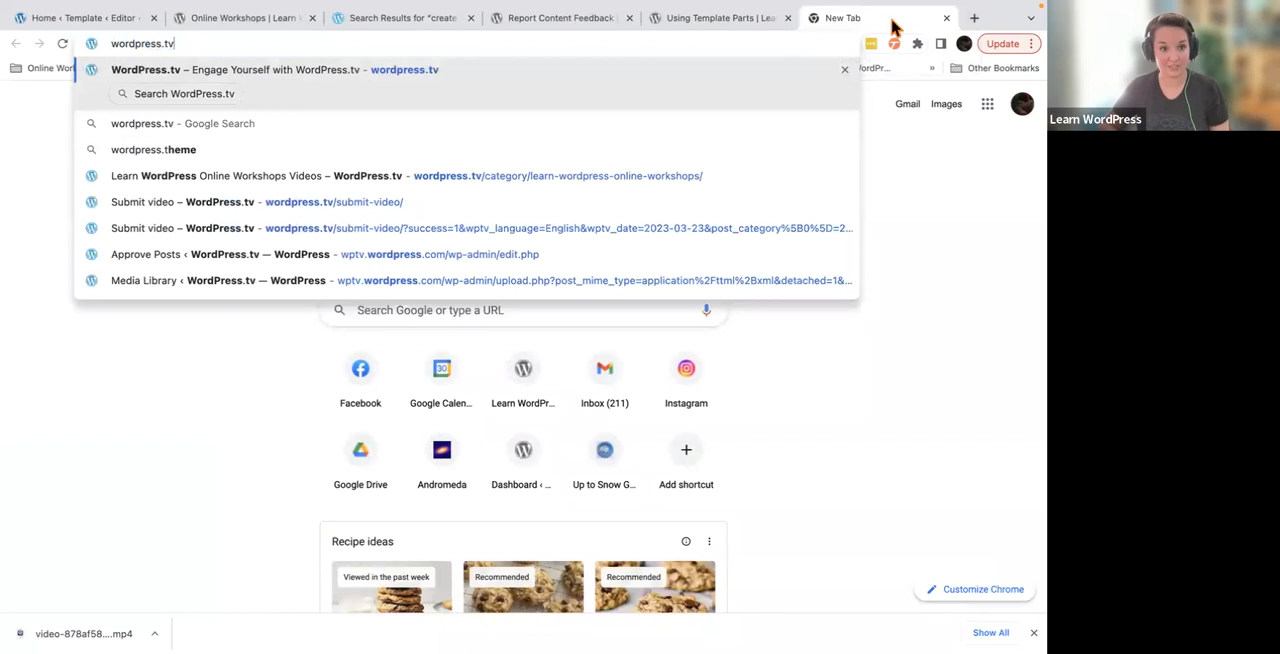 Home ‹ Template ‹ Editor
Online Workshops | Learn
Search Results for "create
Report Content Feedback
Using Template Parts | Lea
New Tab
wordpress.tv
Update
Online Wor
WordPr...
»
Other Bookmarks
WordPress.tv – Engage Yourself with WordPress.tv - wordpress.tv
Search WordPress.tv
wordpress.tv - Google Search
wordpress.theme
Learn WordPress Online Workshops Videos – WordPress.tv - wordpress.tv/category/learn-wordpress-online-workshops/
Submit video – WordPress.tv - wordpress.tv/submit-video/
Submit video – WordPress.tv - wordpress.tv/submit-video/?success=1&wptv_language=English&wptv_date=2023-03-23&post_category%5B0%5D=2...
Approve Posts ‹ WordPress.tv — WordPress - wptv.wordpress.com/wp-admin/edit.php
Media Library ‹ WordPress.tv — WordPress - wptv.wordpress.com/wp-admin/upload.php?post_mime_type=application%2Fttml%2Bxml&detached=1&...
Gmail
Images
Learn WordPress
Search Google or type a URL
Facebook
Google Calen...
Learn WordPr...
Inbox (211)
Instagram
Google Drive
Andromeda
Dashboard ‹ ...
Up to Snow G...
Add shortcut
Recipe ideas
Viewed in the past week
Recommended
Recommended
Customize Chrome
video-878af58....mp4
Show All